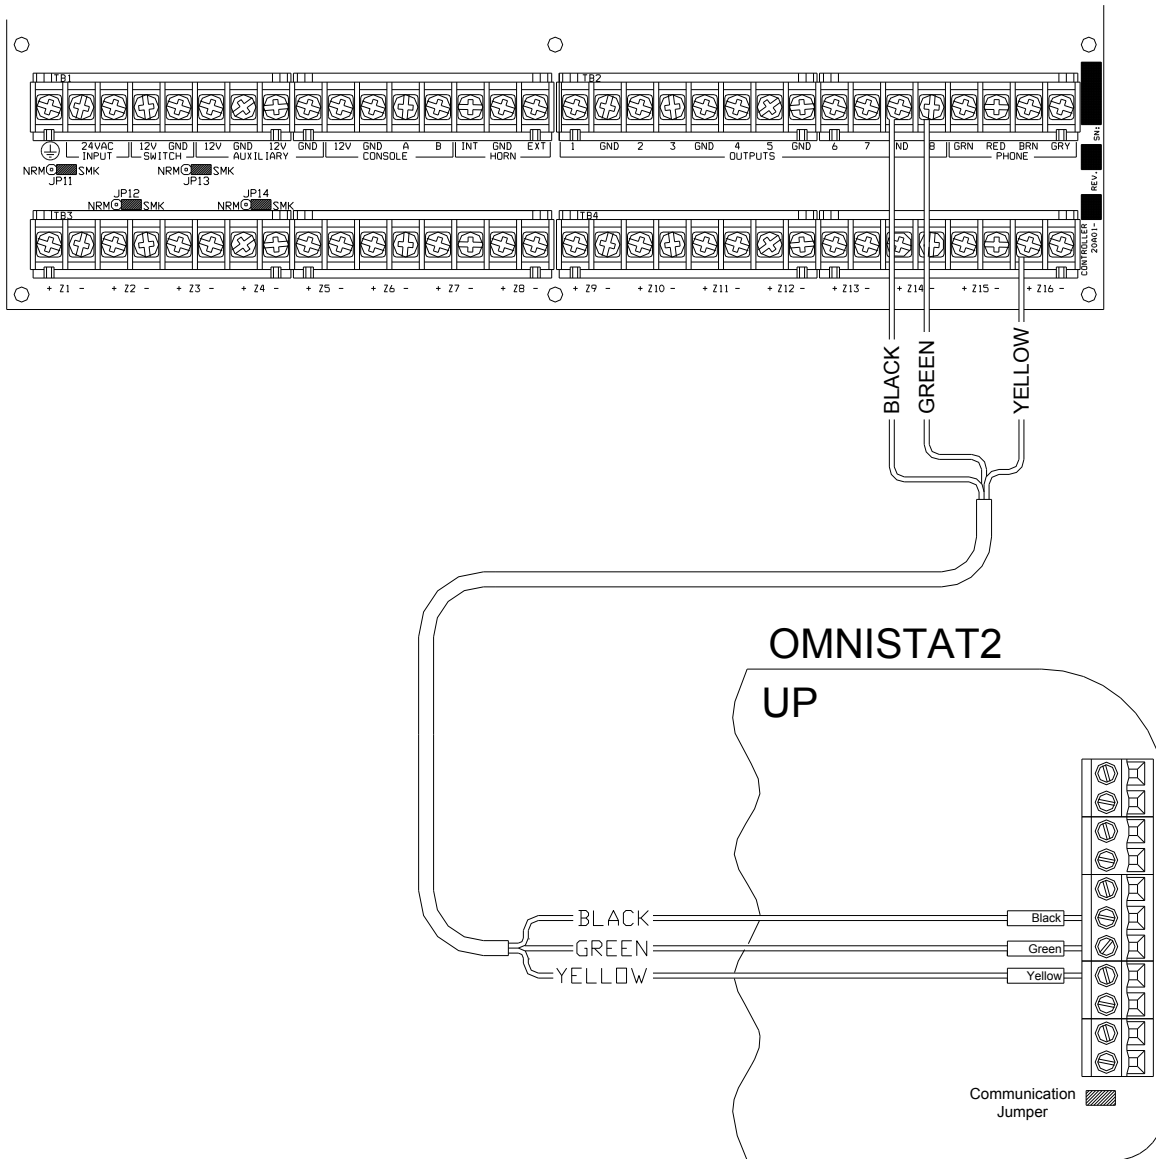 TB1 TB2
24VAC 12V GND 12V GND 12V GND 12V GND A B INT GND EXT 1 GND 2 3 GND 4 5 GND 6 7 ND 8 GRN RED BRN GRY
INPUT SWITCH AUXILIARY CONSOLE HORN OUTPUTS PHONE
SN:
NRM SMK NRM SMK
JP11 JP13
REV.
JP12 JP14
NRM SMK NRM SMK
TB3 TB4
CONTROLLER
20A01-
+ Z1 - + Z2 - + Z3 - + Z4 - + Z5 - + Z6 - + Z7 - + Z8 - + Z9 - + Z10 - + Z11 - + Z12 - + Z13 - + Z14 - + Z15 - + Z16 -
BLACK
GREEN
YELLOW
OMNISTAT2
UP
BLACK Black
GREEN Green
YELLOW Yellow
Communication
Jumper